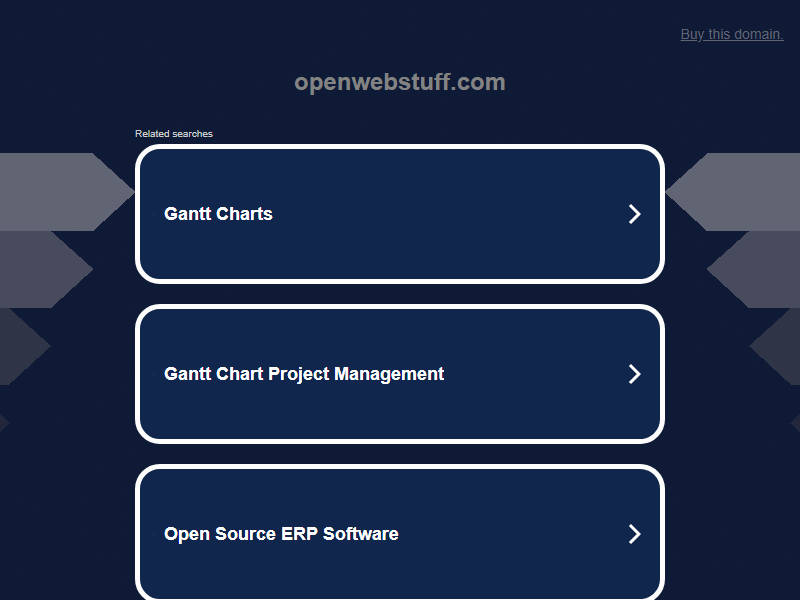 Buy this domain.
openwebstuff.com
Related searches
Gantt Charts
Gantt Chart Project Management
Open Source ERP Software